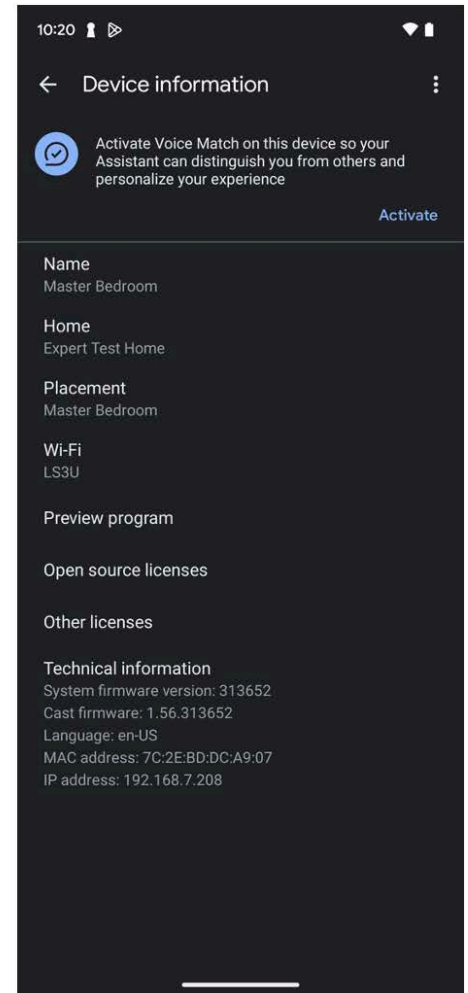 10:20
Device information
Activate Voice Match on this device so your
Assistant can distinguish you from others and
personalize your experience
Activate
Name
Master Bedroom
Home
Expert Test Home
Placement
Master Bedroom
Wi-Fi
LS3U
Preview program
Open source licenses
Other licenses
Technical information
System firmware version: 313652
Cast firmware: 1.56.313652
Language: en-US
MAC address: 7C:2E:BD:DC:A9:07
IP address: 192.168.7.208